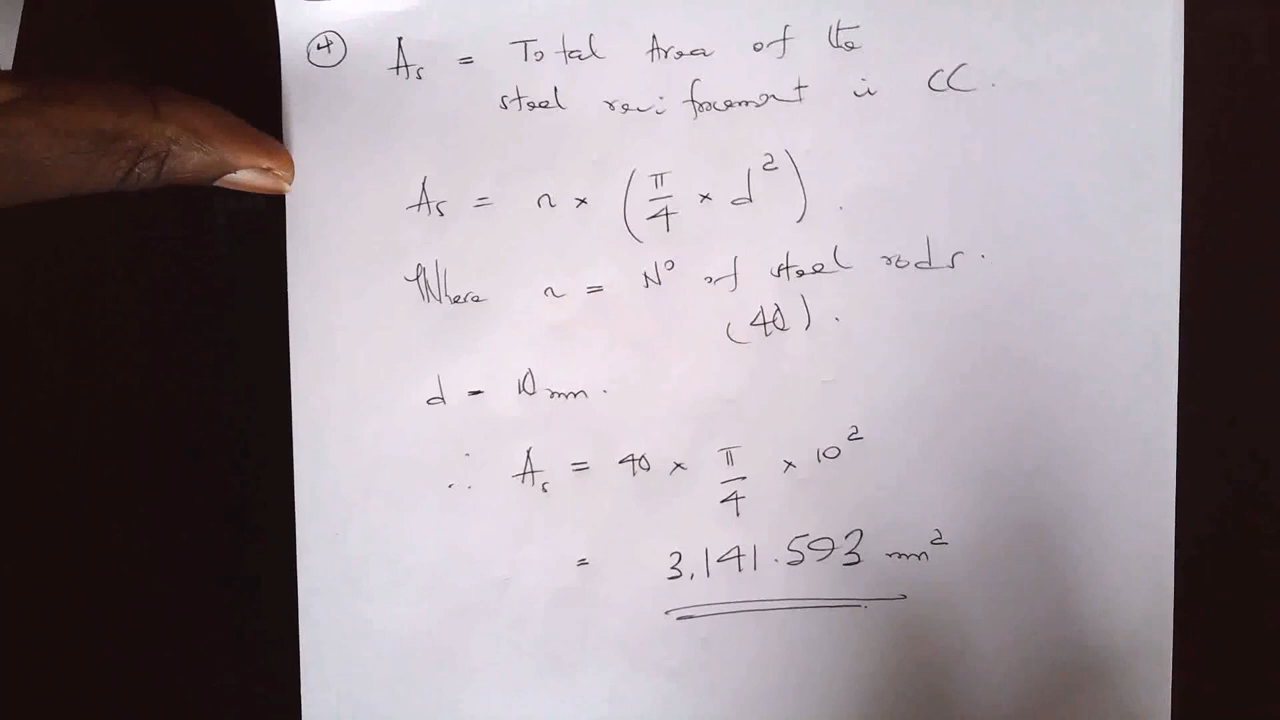 ④ As = Total Area of the
steel reinforcement in CC.
As = n × (π/4 × d²).
Where n = Nº of steel rods.
(40).
d = 10mm.
∴ As = 40 × π/4 × 10²
= 3,141.593 mm²